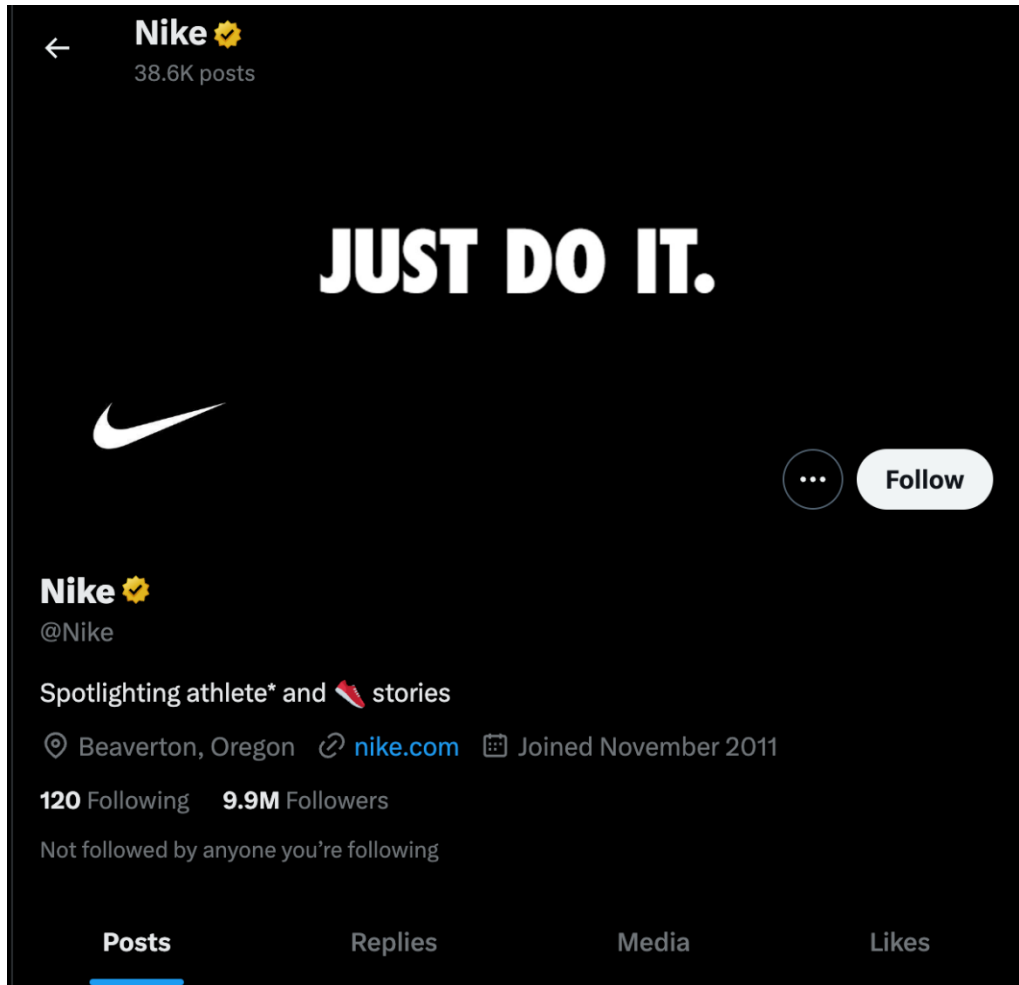 Nike
38.6K posts
JUST DO IT.
Follow
Nike
@Nike
Spotlighting athlete* and 👟 stories
Beaverton, Oregon nike.com Joined November 2011
120 Following 9.9M Followers
Not followed by anyone you’re following
Posts Replies Media Likes